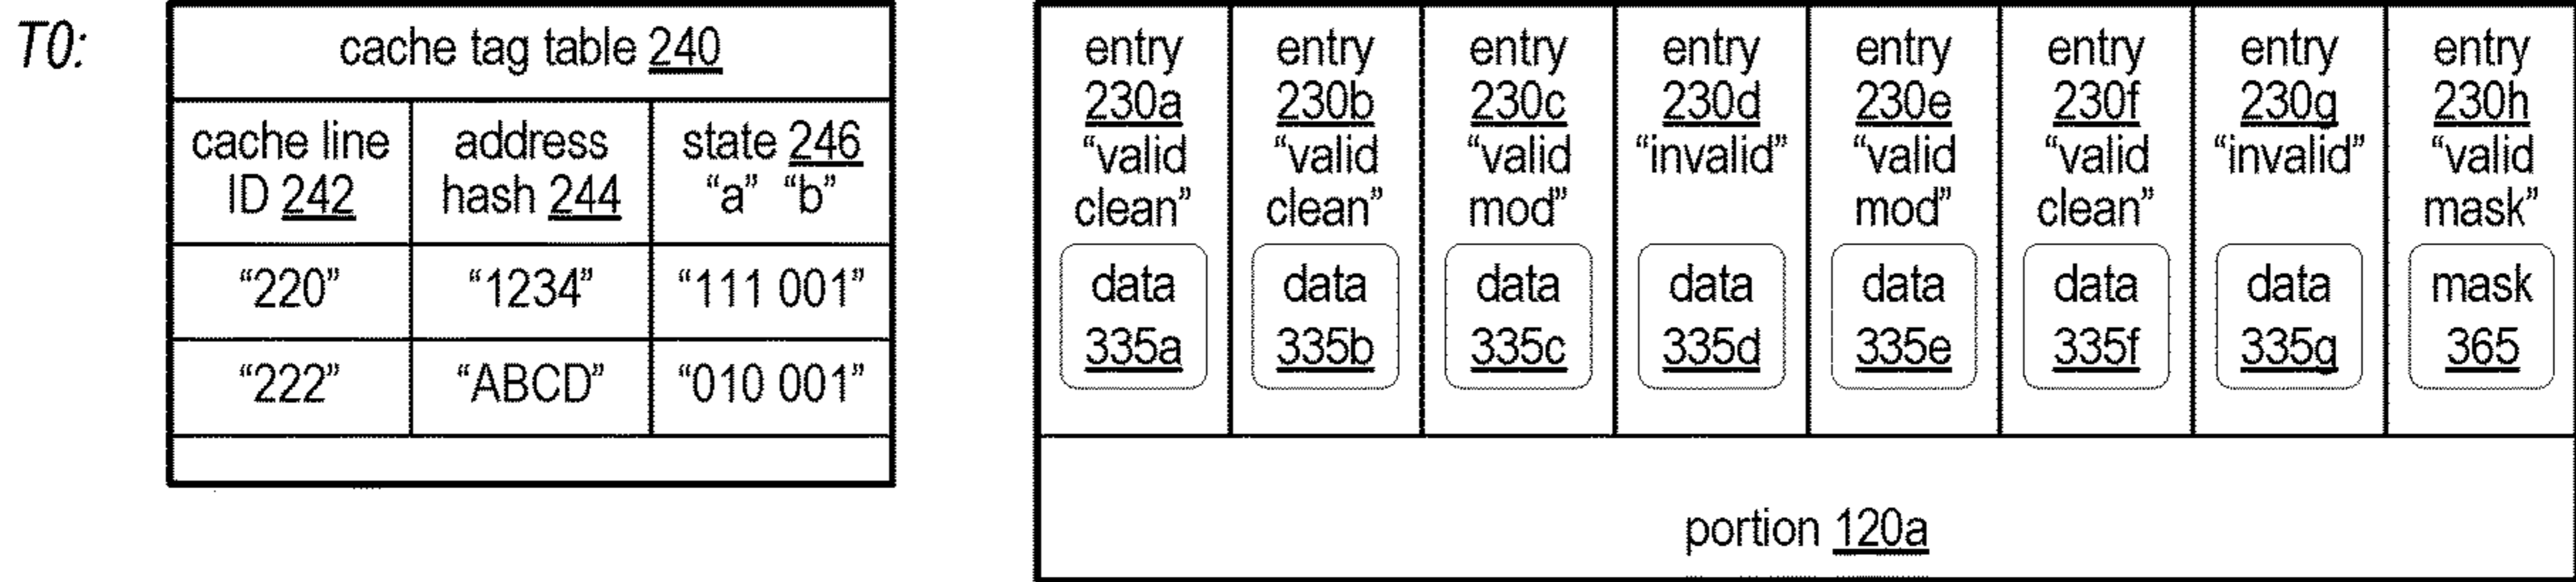 T0:
cache tag table 240
cache line
ID 242
address
hash 244
state 246
“a” “b”
“220”
“1234”
“111 001”
“222”
“ABCD”
“010 001”
entry
230a
“valid
clean”
data
335a
entry
230b
“valid
clean”
data
335b
entry
230c
“valid
mod”
data
335c
entry
230d
“invalid”
data
335d
entry
230e
“valid
mod”
data
335e
entry
230f
“valid
clean”
data
335f
entry
230g
“invalid”
data
335g
entry
230h
“valid
mask”
mask
365
portion 120a